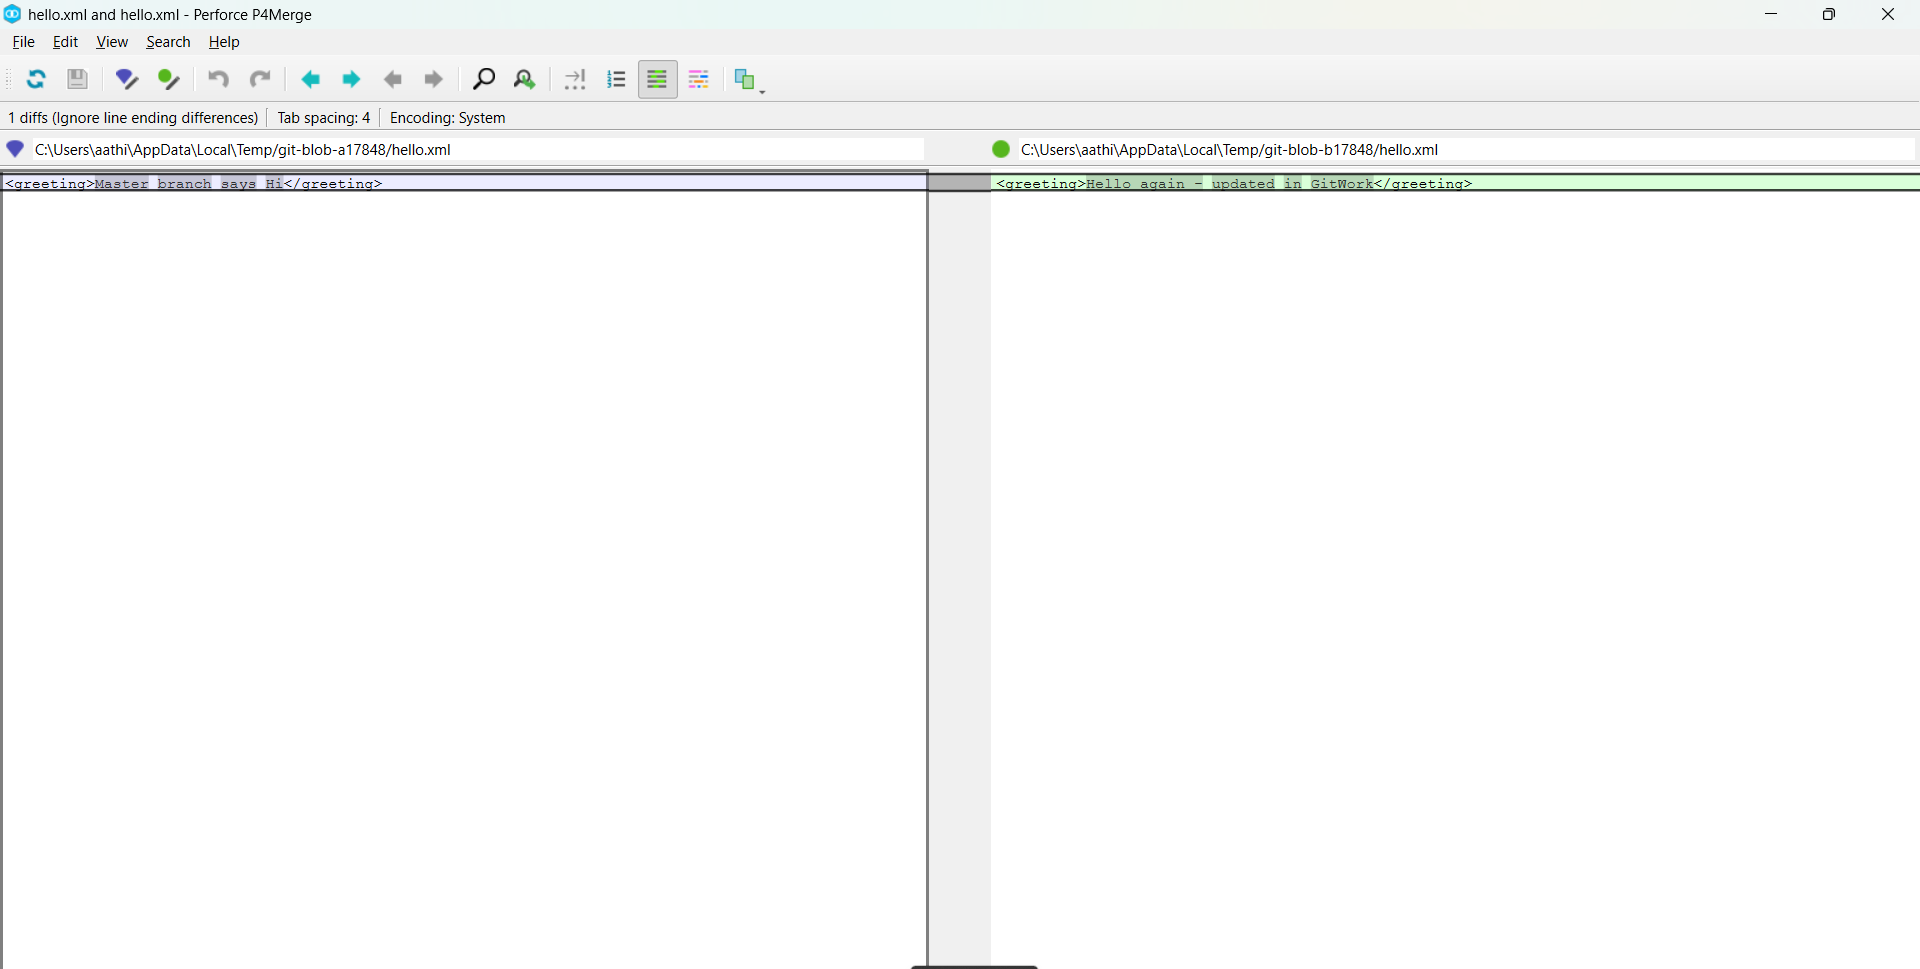 hello.xml and hello.xml - Perforce P4Merge
File Edit View Search Help
1 diffs (Ignore line ending differences) Tab spacing: 4 Encoding: System
C:\Users\aathi\AppData\Local\Temp/git-blob-a17848/hello.xml
C:\Users\aathi\AppData\Local\Temp/git-blob-b17848/hello.xml
<greeting>Master branch says Hi</greeting>
<greeting>Hello again - updated in GitWork</greeting>